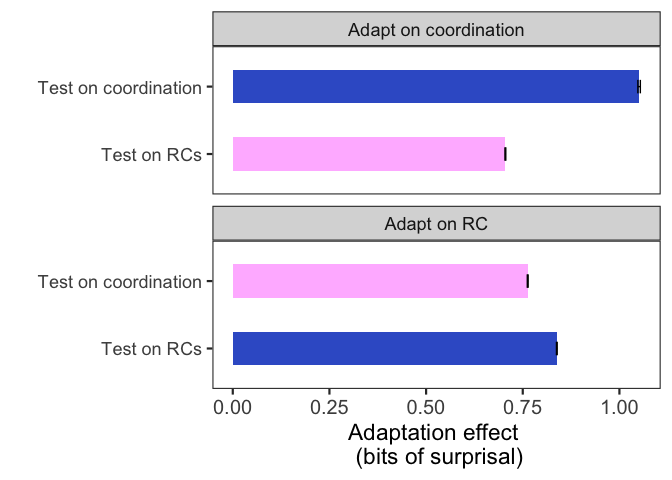 Adapt on coordination
Test on coordination
Test on RCs
Adapt on RC
Test on coordination
Test on RCs
0.00 0.25 0.50 0.75 1.00
Adaptation effect
(bits of surprisal)